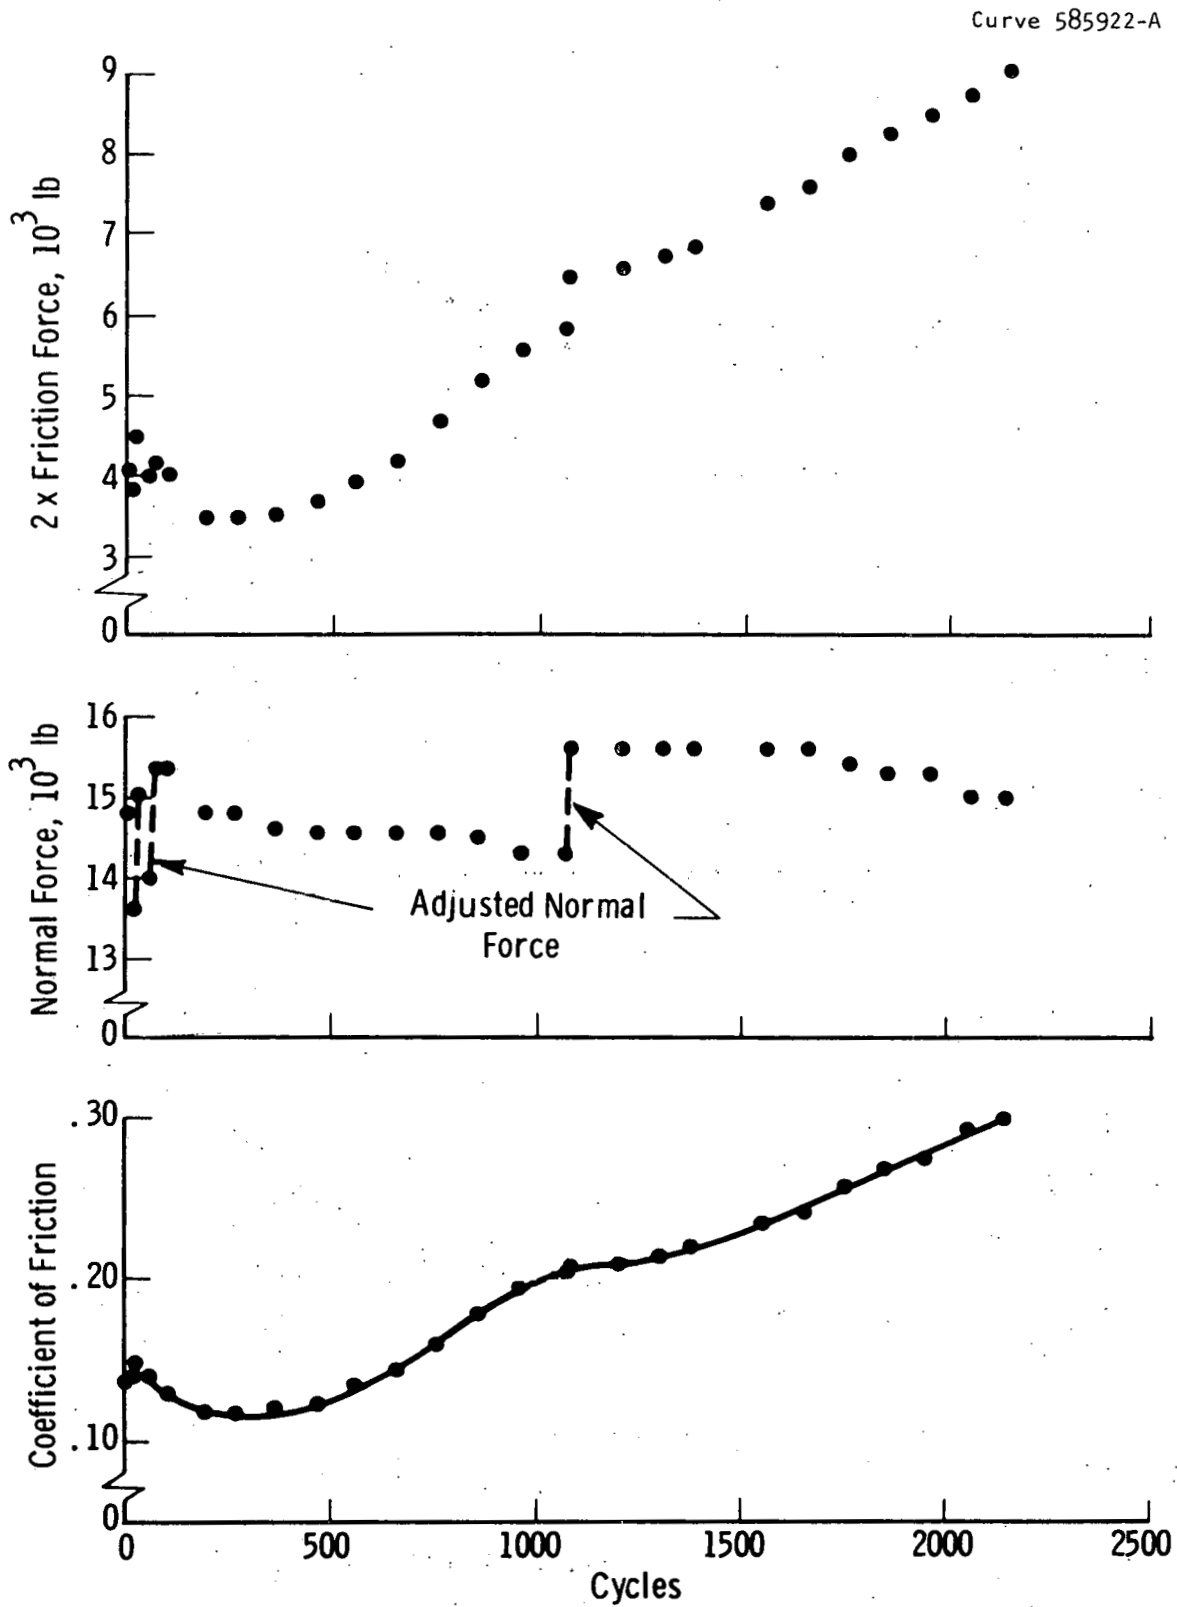 Curve 585922-A
2 x Friction Force, 10³ lb
9
8
7
6
5
4
3
0
Normal Force, 10³ lb
16
15
14
13
0
Adjusted Normal
Force
Coefficient of Friction
.30
.20
.10
0
0 500 1000 1500 2000 2500
Cycles